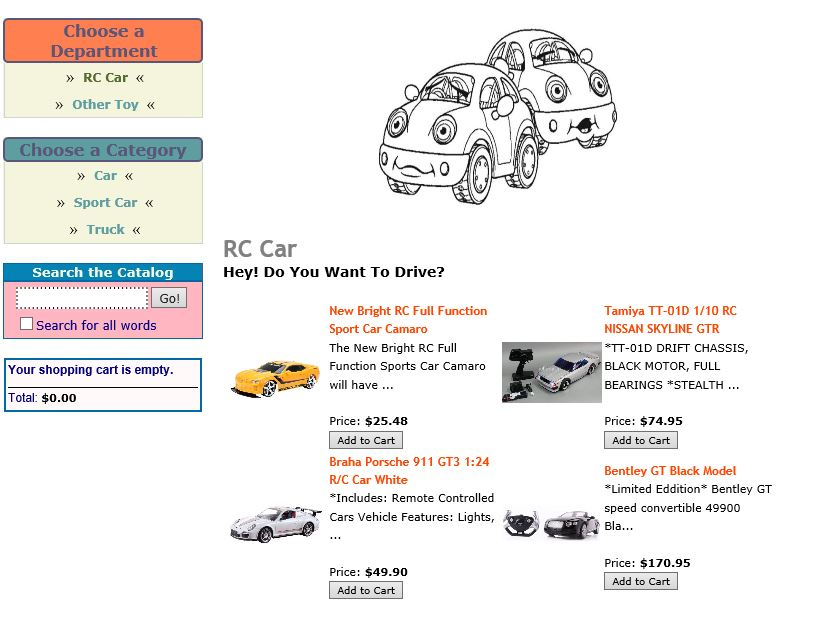 Choose a
Department
» RC Car «
» Other Toy «
Choose a Category
» Car «
» Sport Car «
» Truck «
Search the Catalog
Go!
Search for all words
Your shopping cart is empty.
Total: $0.00
RC Car
Hey! Do You Want To Drive?
New Bright RC Full Function
Sport Car Camaro
The New Bright RC Full
Function Sports Car Camaro
will have ...
Price: $25.48
Add to Cart
Tamiya TT-01D 1/10 RC
NISSAN SKYLINE GTR
*TT-01D DRIFT CHASSIS,
BLACK MOTOR, FULL
BEARINGS *STEALTH ...
Price: $74.95
Add to Cart
Braha Porsche 911 GT3 1:24
R/C Car White
*Includes: Remote Controlled
Cars Vehicle Features: Lights,
...
Price: $49.90
Add to Cart
Bentley GT Black Model
*Limited Eddition* Bentley GT
speed convertible 49900
Bla...
Price: $170.95
Add to Cart